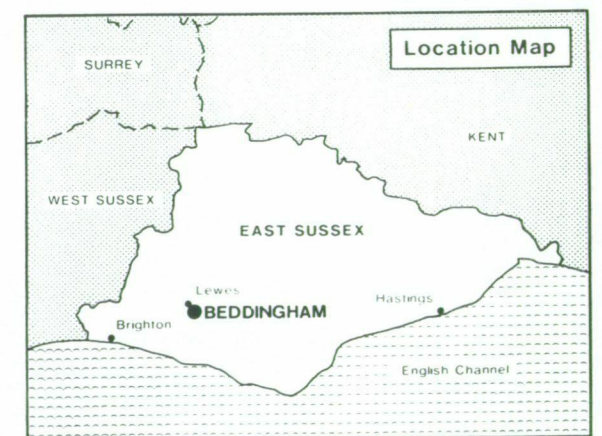 Location Map
SURREY
KENT
WEST SUSSEX
EAST SUSSEX
Lewes
BEDDINGHAM
Hastings
Brighton
English Channel